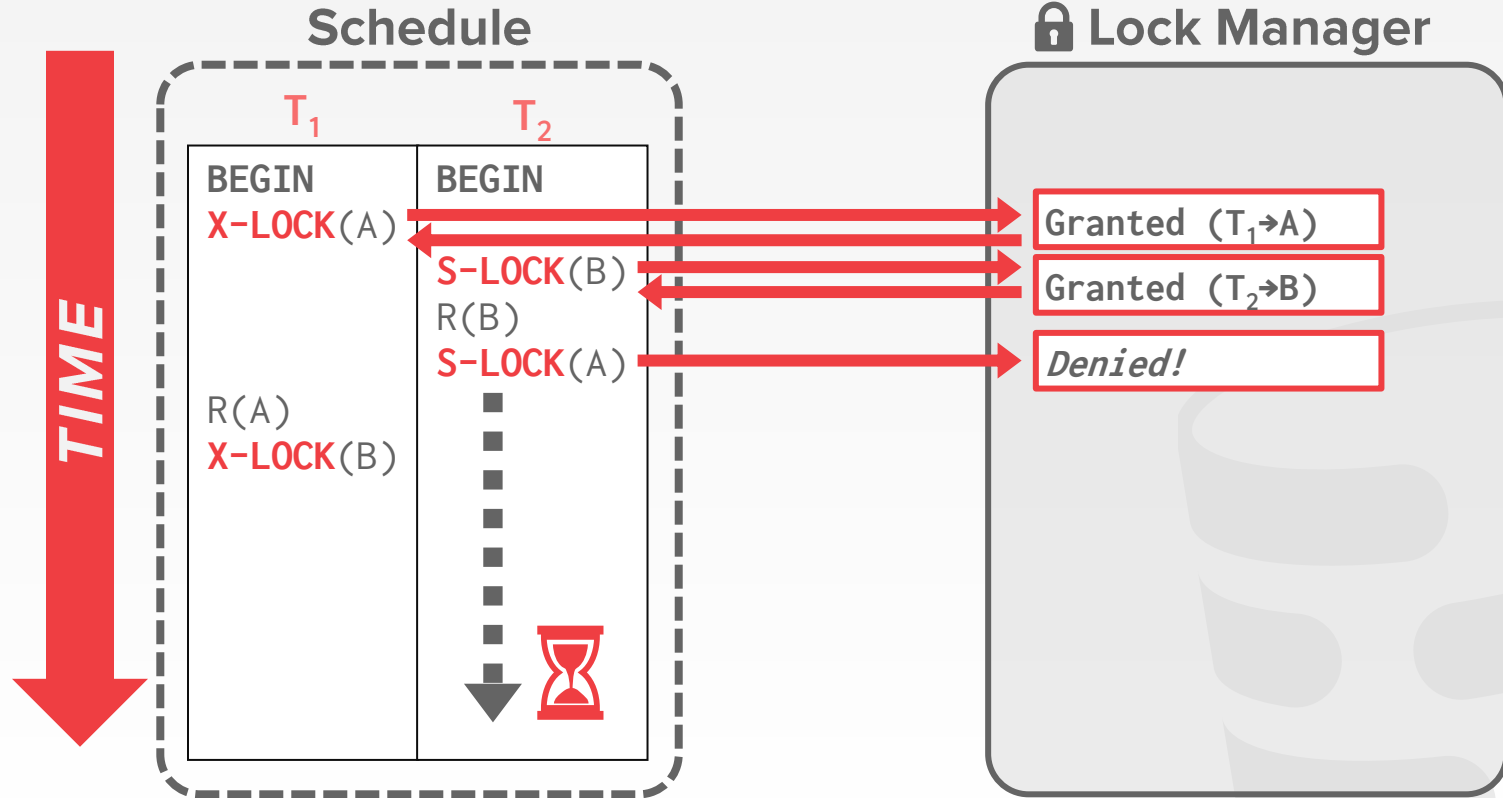 Schedule
Lock Manager
TIME
T₁ T₂
BEGIN BEGIN
X-LOCK(A)
Granted (T₁→A)
S-LOCK(B)
Granted (T₂→B)
R(B)
S-LOCK(A)
Denied!
R(A)
X-LOCK(B)